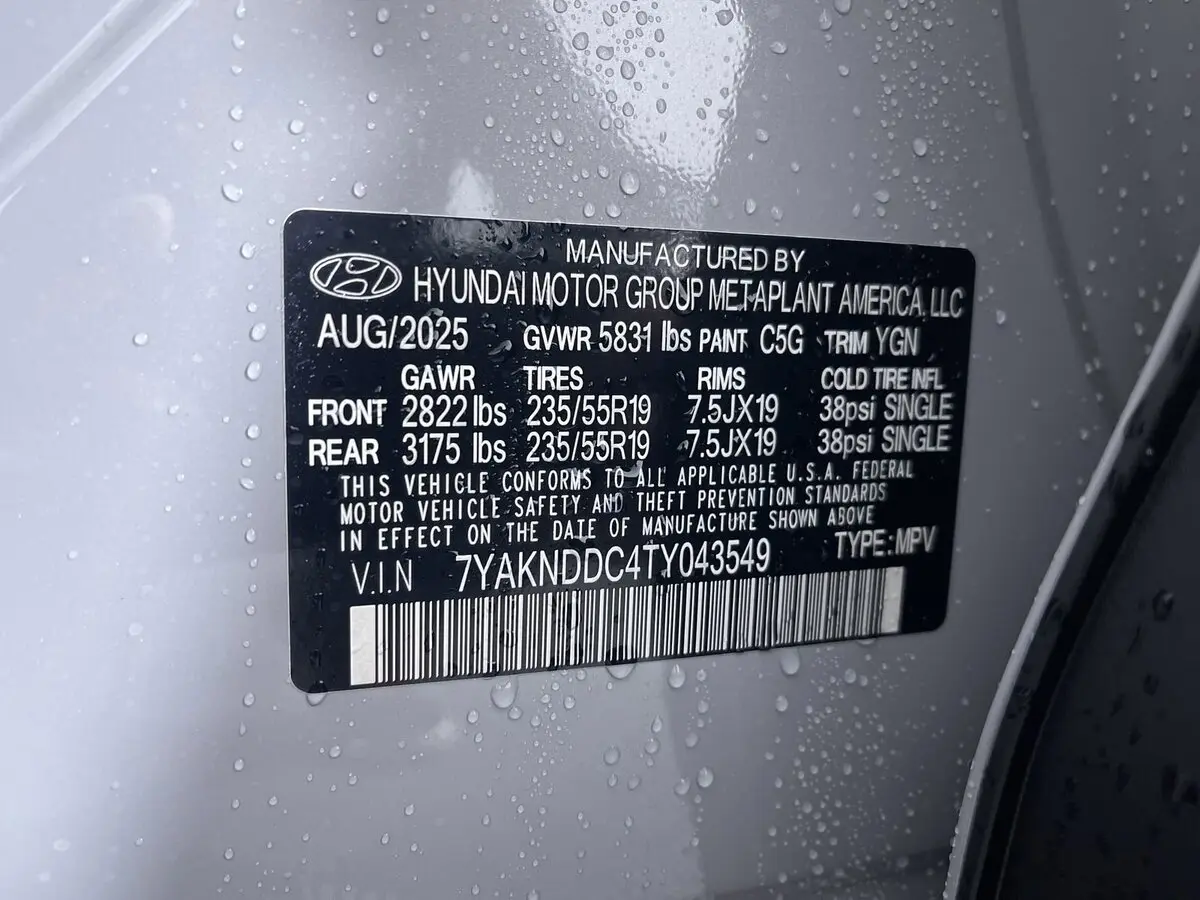 MANUFACTURED BY
HYUNDAI MOTOR GROUP METAPLANT AMERICA, LLC
AUG/2025 GVWR 5831 lbs PAINT C5G TRIM YGN
GAWR TIRES RIMS COLD TIRE INFL
FRONT 2822 lbs 235/55R19 7.5JX19 38psi SINGLE
REAR 3175 lbs 235/55R19 7.5JX19 38psi SINGLE
THIS VEHICLE CONFORMS TO ALL APPLICABLE U.S.A. FEDERAL
MOTOR VEHICLE SAFETY AND THEFT PREVENTION STANDARDS
IN EFFECT ON THE DATE OF MANUFACTURE SHOWN ABOVE
V.I.N 7YAKNDDC4TY043549 TYPE:MPV